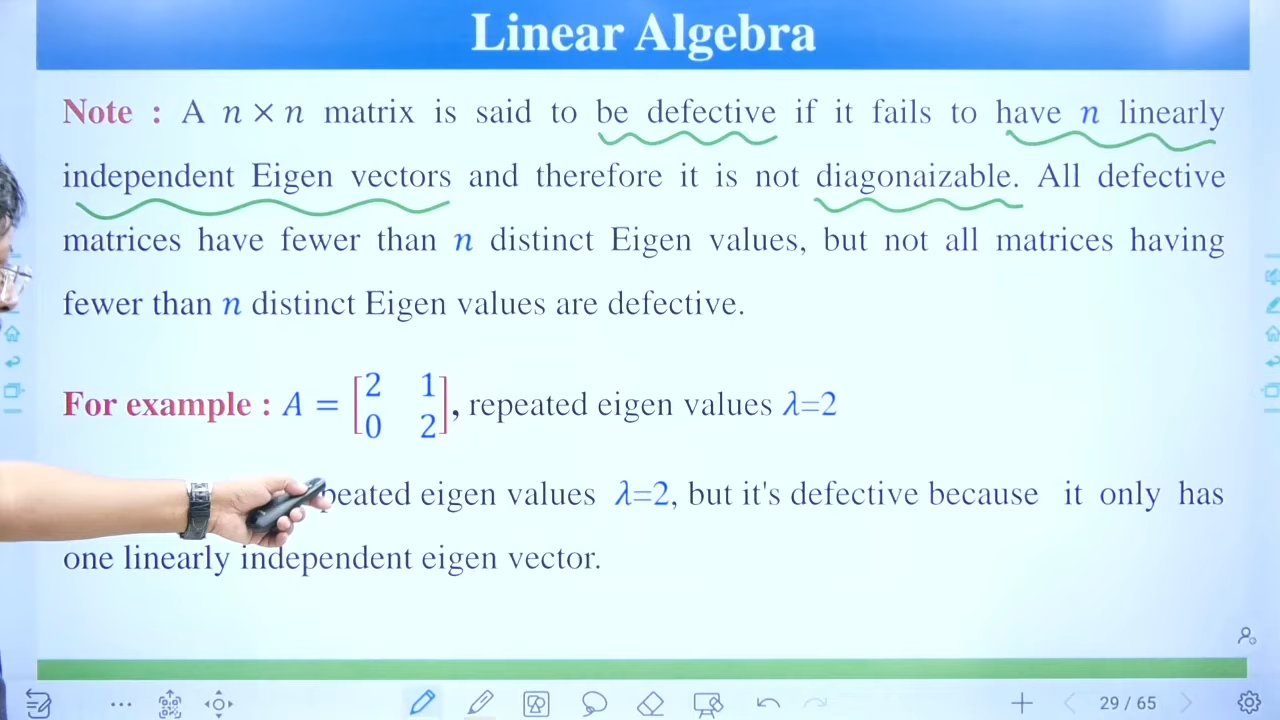 Linear Algebra
Note : A n × n matrix is said to be defective if it fails to have n linearly
independent Eigen vectors and therefore it is not diagonaizable. All defective
matrices have fewer than n distinct Eigen values, but not all matrices having
fewer than n distinct Eigen values are defective.
For example : A = [2 1
0 2], repeated eigen values λ=2
peated eigen values λ=2, but it's defective because it only has
one linearly independent eigen vector.
29 / 65